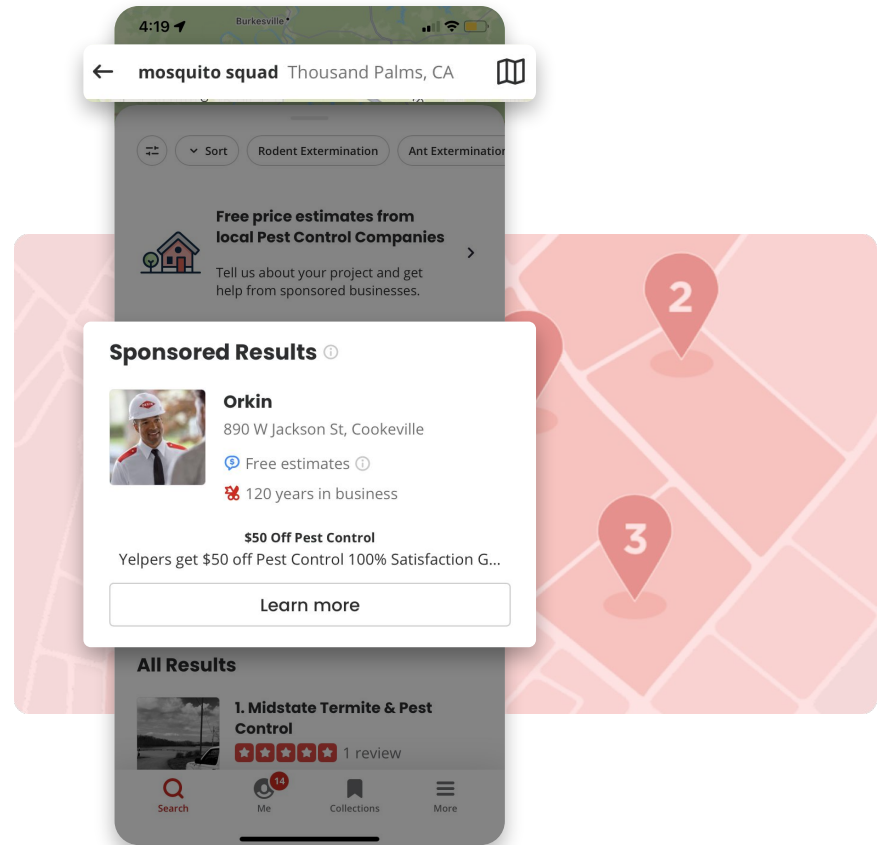 Burkesville
4:19
mosquito squad Thousand Palms, CA
Sort
Rodent Extermination
Ant Extermination
Free price estimates from
local Pest Control Companies
Tell us about your project and get
help from sponsored businesses.
2
Sponsored Results
Orkin
890 W Jackson St, Cookeville
Free estimates
120 years in business
3
$50 Off Pest Control
Yelpers get $50 off Pest Control 100% Satisfaction G...
Learn more
All Results
1. Midstate Termite & Pest
Control
1 review
14
Search
Me
Collections
More